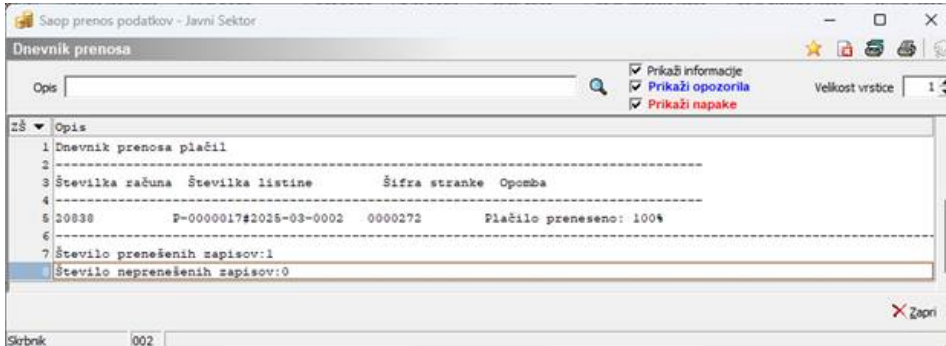 Saop prenos podatkov - Javni Sektor
Dnevnik prenosa
Opis
Prikaži informacije
Prikaži opozorila
Prikaži napake
Velikost vrstice 1
ZŠ Opis
1 Dnevnik prenosa plačil
2 --------------------------------------------------------------------------------
3 Številka računa Številka listine Šifra stranke Opomba
4 --------------------------------------------------------------------------------
5 20838 P-0000017#2025-03-0002 0000272 Plačilo preneseno: 100%
6 --------------------------------------------------------------------------------
7 Število prenešenih zapisov:1
8 Število neprenešenih zapisov:0
Zapri
Skrbnik 002